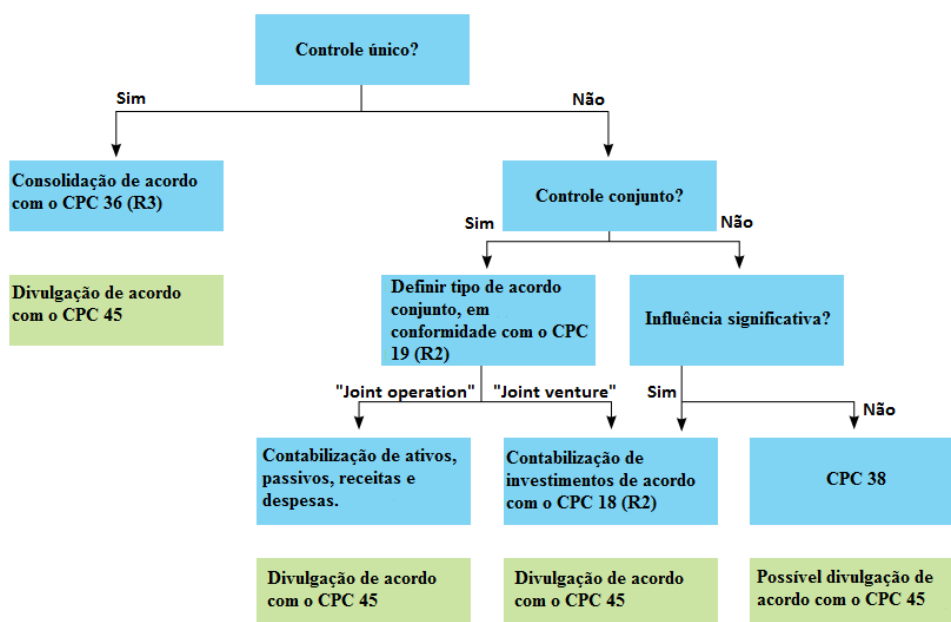 Controle único?
Sim
Não
Consolidação de acordo
com o CPC 36 (R3)
Controle conjunto?
Sim
Não
Divulgação de acordo
com o CPC 45
Definir tipo de acordo
conjunto, em
conformidade com o CPC
19 (R2)
Influência significativa?
"Joint operation"
"Joint venture"
Sim
Não
Contabilização de ativos,
passivos, receitas e
despesas.
Contabilização de
investimentos de acordo
com o CPC 18 (R2)
CPC 38
Divulgação de acordo
com o CPC 45
Divulgação de acordo
com o CPC 45
Possível divulgação de
acordo com o CPC 45